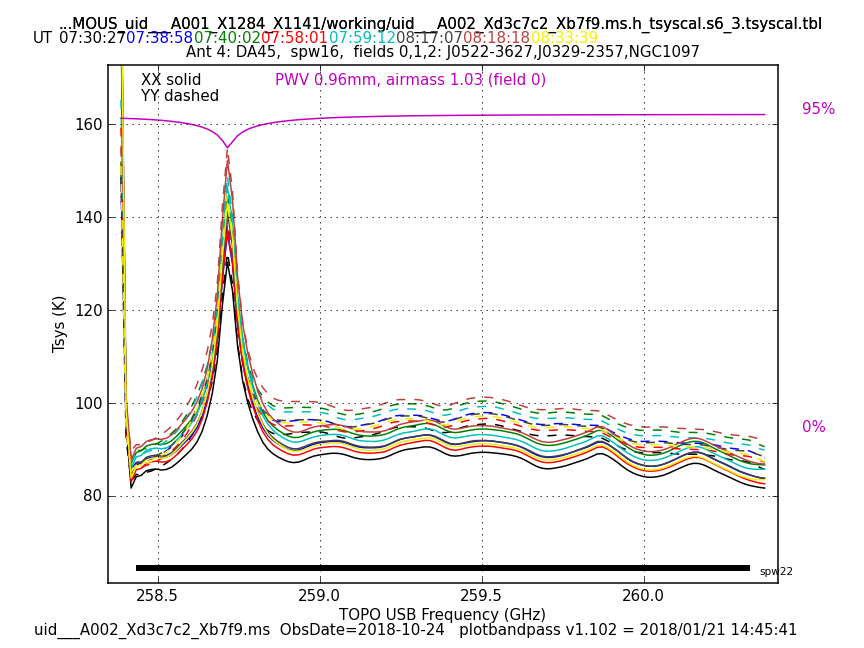 ...MOUS_uid___A001_X1284_X1141/working/uid___A002_Xd3c7c2_Xb7f9.ms.h_tsyscal.s6_3.tsyscal.tbl
UT 07:30:27 07:38:58 07:40:02 07:58:01 07:59:12 08:17:07 08:18:18 08:33:39
Ant 4: DA45, spw16, fields 0,1,2: J0522-3627,J0329-2357,NGC1097
XX solid
YY dashed
PWV 0.96mm, airmass 1.03 (field 0)
95%
0%
160
140
120
100
80
Tsys (K)
spw22
258.5 259.0 259.5 260.0
TOPO USB Frequency (GHz)
uid___A002_Xd3c7c2_Xb7f9.ms ObsDate=2018-10-24 plotbandpass v1.102 = 2018/01/21 14:45:41